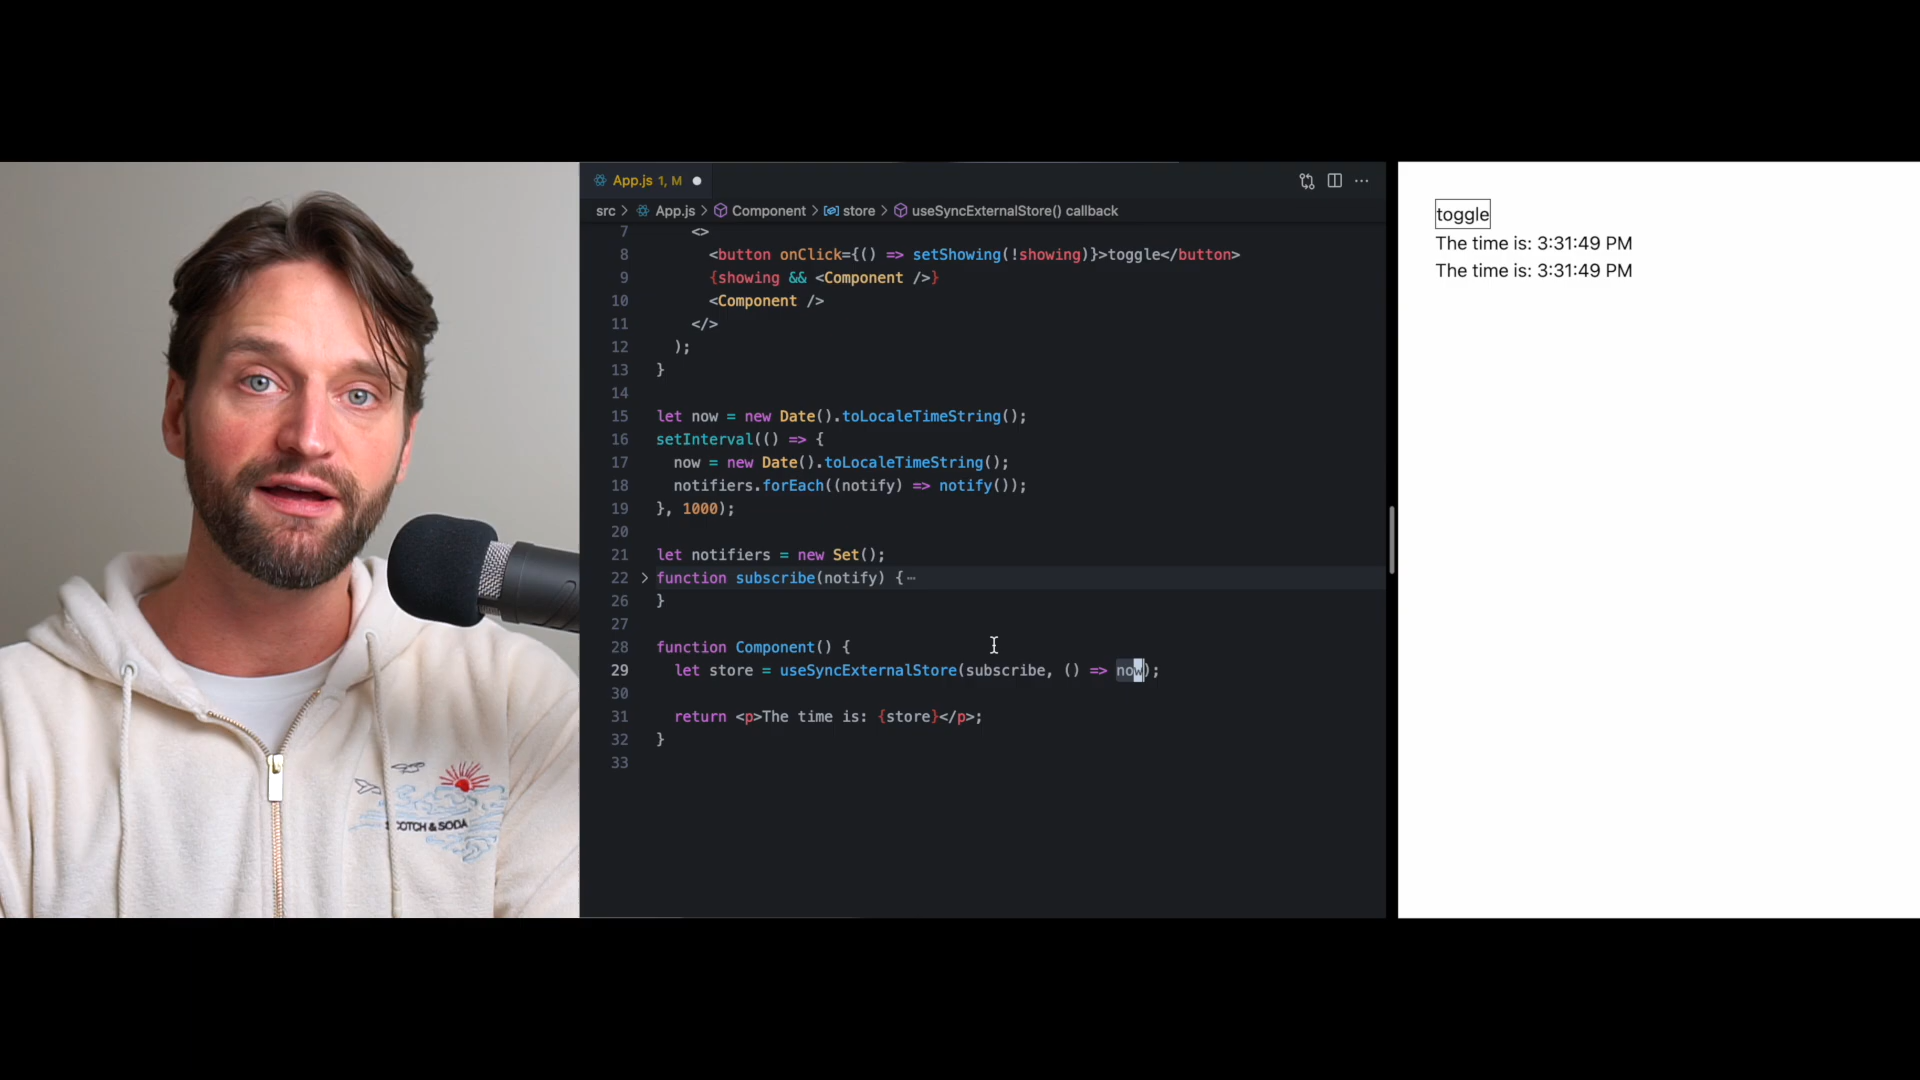 App.js 1, M
src > App.js > Component > store > useSyncExternalStore() callback
7 <>
8 <button onClick={() => setShowing(!showing)}>toggle</button>
9 {showing && <Component />}
10 <Component />
11 </>
12 );
13 }
14
15 let now = new Date().toLocaleTimeString();
16 setInterval(() => {
17 now = new Date().toLocaleTimeString();
18 notifiers.forEach((notify) => notify());
19 }, 1000);
20
21 let notifiers = new Set();
22 function subscribe(notify) {⋯
26 }
27
28 function Component() {
29 let store = useSyncExternalStore(subscribe, () => now);
30
31 return <p>The time is: {store}</p>;
32 }
33
toggle
The time is: 3:31:49 PM
The time is: 3:31:49 PM
SCOTCH & SODA